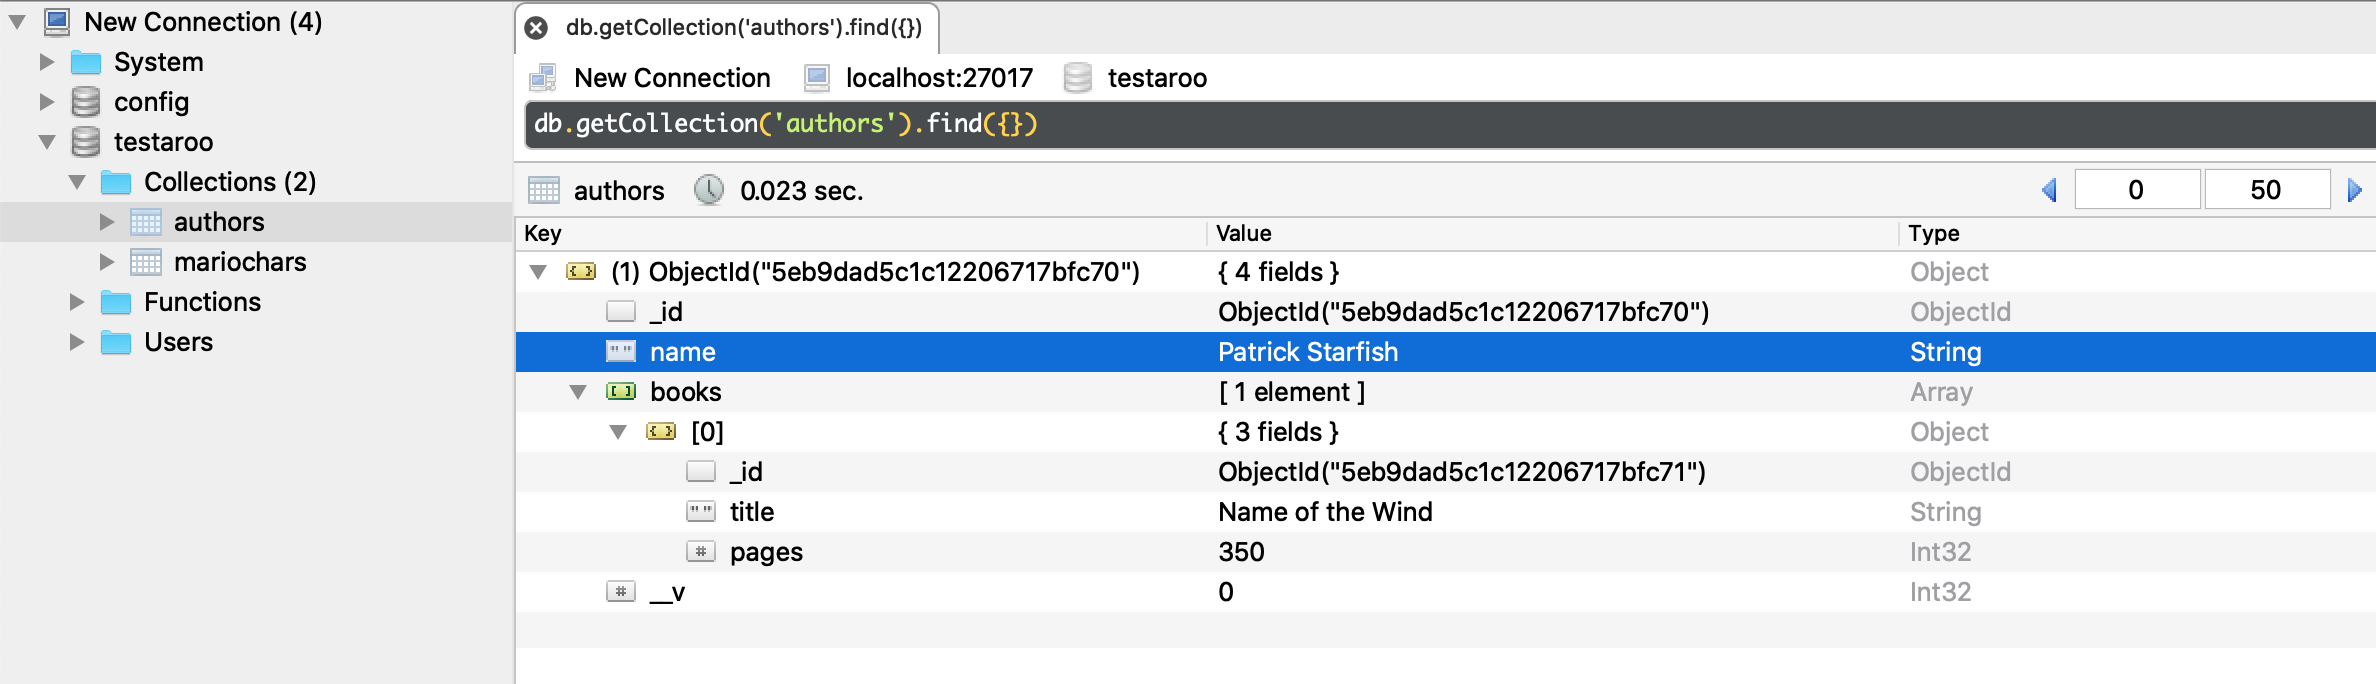 New Connection (4)
System
config
testaroo
Collections (2)
authors
mariochars
Functions
Users
db.getCollection('authors').find({})
New Connection localhost:27017 testaroo
db.getCollection('authors').find({})
authors 0.023 sec. 0 50
Key Value Type
(1) ObjectId("5eb9dad5c1c12206717bfc70") { 4 fields } Object
_id ObjectId("5eb9dad5c1c12206717bfc70") ObjectId
name Patrick Starfish String
books [ 1 element ] Array
[0] { 3 fields } Object
_id ObjectId("5eb9dad5c1c12206717bfc71") ObjectId
title Name of the Wind String
pages 350 Int32
__v 0 Int32